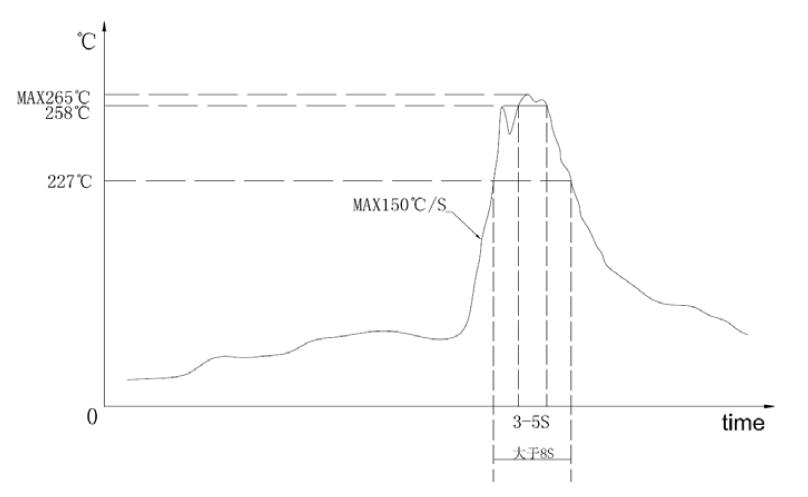 ℃
MAX265℃
258℃
227℃
MAX150℃/S
0
3-5S
time
大于8S